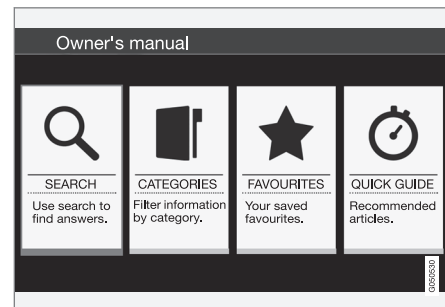 Owner's manual
SEARCH
Use search to
find answers.
CATEGORIES
Filter information
by category.
FAVOURITES
Your saved
favourites.
QUICK GUIDE
Recommended
articles.
G050530